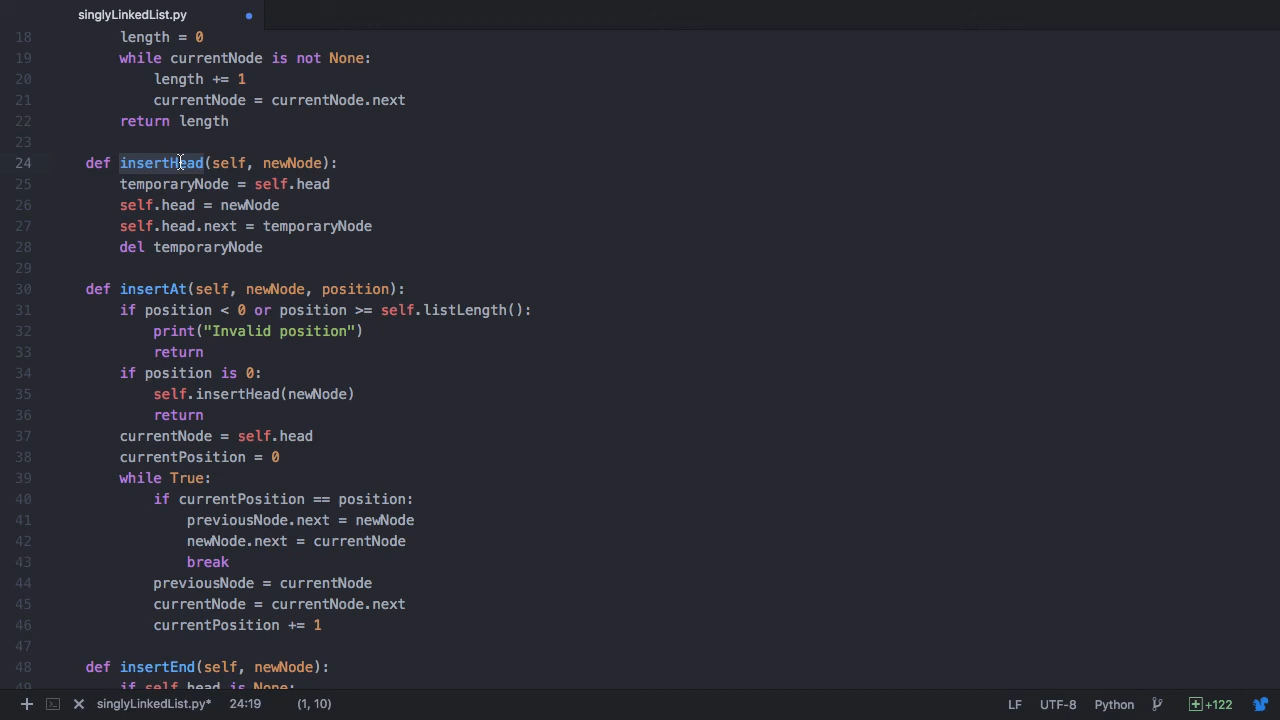 singlyLinkedList.py
18 length = 0
19 while currentNode is not None:
20 length += 1
21 currentNode = currentNode.next
22 return length
23
24 def insertHead(self, newNode):
25 temporaryNode = self.head
26 self.head = newNode
27 self.head.next = temporaryNode
28 del temporaryNode
29
30 def insertAt(self, newNode, position):
31 if position < 0 or position >= self.listLength():
32 print("Invalid position")
33 return
34 if position is 0:
35 self.insertHead(newNode)
36 return
37 currentNode = self.head
38 currentPosition = 0
39 while True:
40 if currentPosition == position:
41 previousNode.next = newNode
42 newNode.next = currentNode
43 break
44 previousNode = currentNode
45 currentNode = currentNode.next
46 currentPosition += 1
47
48 def insertEnd(self, newNode):
49 if self.head is None:
singlyLinkedList.py* 24:19 (1, 10) LF UTF-8 Python +122